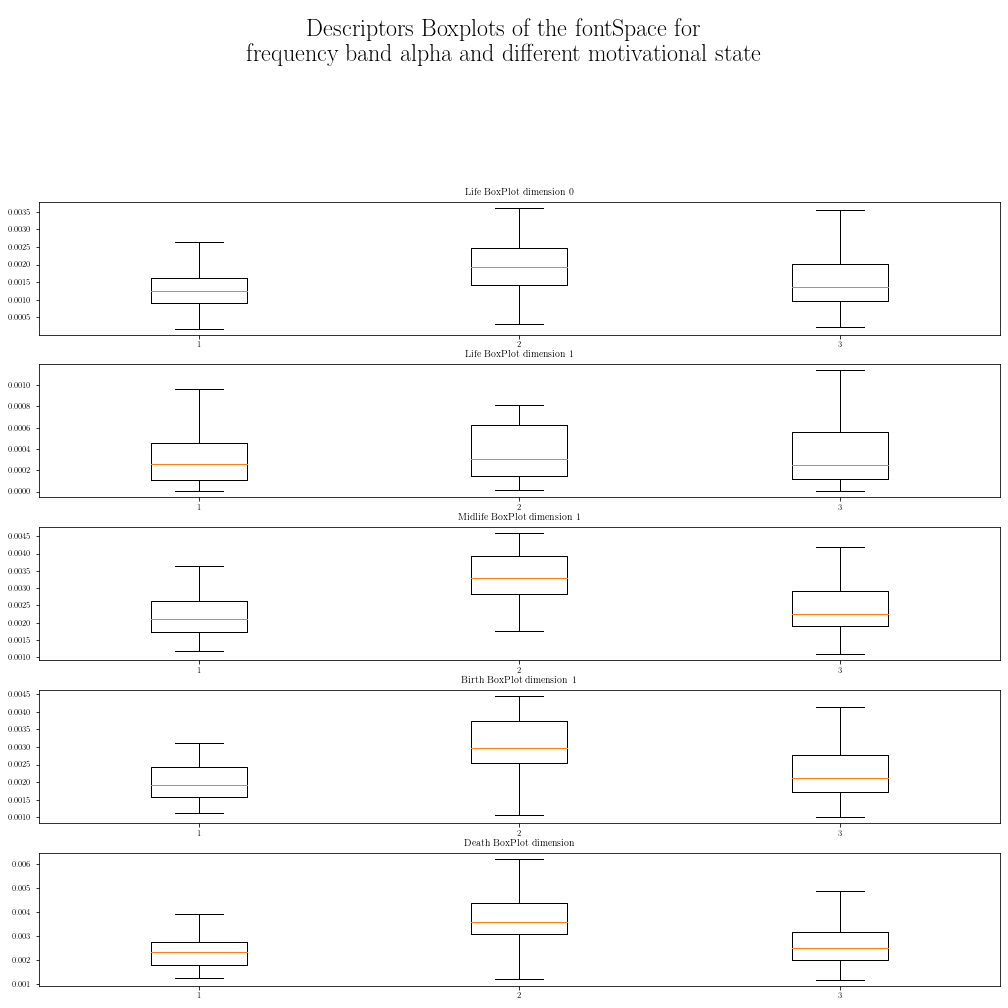 Descriptors Boxplots of the fontSpace for
frequency band alpha and different motivational state
Life BoxPlot dimension 0
0.0035
0.0030
0.0025
0.0020
0.0015
0.0010
0.0005
1 2 3
Life BoxPlot dimension 1
0.0010
0.0008
0.0006
0.0004
0.0002
0.0000
1 2 3
Midlife BoxPlot dimension 1
0.0045
0.0040
0.0035
0.0030
0.0025
0.0020
0.0015
0.0010
1 2 3
Birth BoxPlot dimension 1
0.0045
0.0040
0.0035
0.0030
0.0025
0.0020
0.0015
0.0010
1 2 3
Death BoxPlot dimension
0.006
0.005
0.004
0.003
0.002
0.001
1 2 3